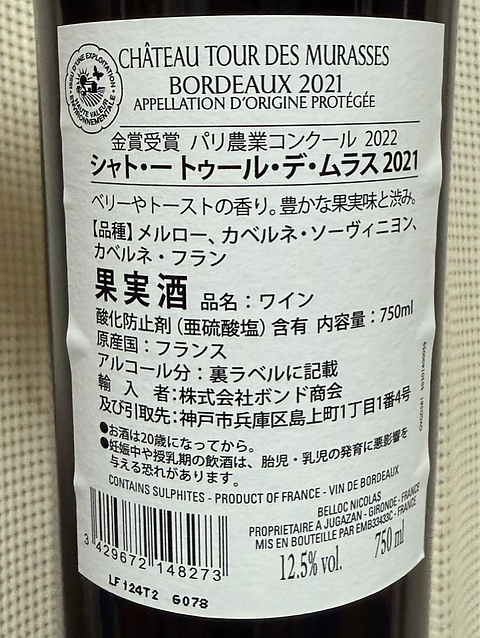 CHÂTEAU TOUR DES MURASSES
BORDEAUX 2021
APPELLATION D'ORIGINE PROTÉGÉE
D'UNE EXPLOITATION
HAUTE VALEUR
ENVIRONNEMENTALE
金賞受賞 パリ農業コンクール 2022
シャト・ー トゥール・デ・ムラス 2021
ベリーやトーストの香り。豊かな果実味と渋み。
【品種】メルロー、カベルネ・ソーヴィニヨン、
カベルネ・フラン
果実酒 品名：ワイン
酸化防止剤（亜硫酸塩）含有 内容量：750ml
原産国：フランス
アルコール分：裏ラベルに記載
輸 入 者：株式会社ボンド商会
及び引取先：神戸市兵庫区島上町1丁目1番4号
●お酒は20歳になってから。
●妊娠中や授乳期の飲酒は、胎児・乳児の発育に悪影響を
与える恐れがあります。
CONTAINS SULPHITES - PRODUCT OF FRANCE - VIN DE BORDEAUX
BELLOC NICOLAS
PROPRIETAIRE A JUGAZAN - GIRONDE - FRANCE
MIS EN BOUTEILLE PAR EMB33433C - FRANCE
12.5% vol. 750 ml
3 429672 148273
LF124T2 6078